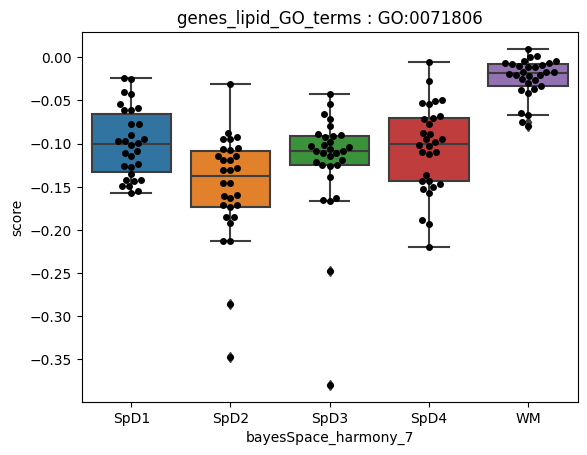 genes_lipid_GO_terms : GO:0071806
0.00
−0.05
−0.10
−0.15
−0.20
−0.25
−0.30
−0.35
score
SpD1 SpD2 SpD3 SpD4 WM
bayesSpace_harmony_7